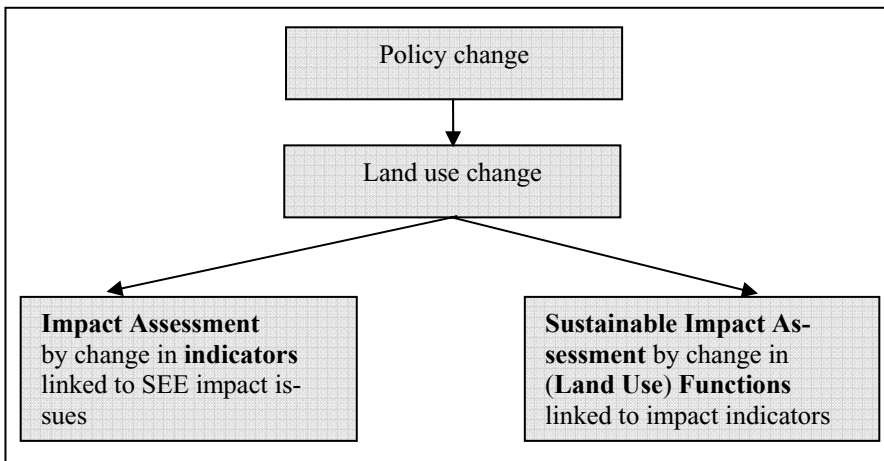 Policy change
Land use change
Impact Assessment
by change in indicators
linked to SEE impact is-
sues
Sustainable Impact As-
sessment by change in
(Land Use) Functions
linked to impact indicators